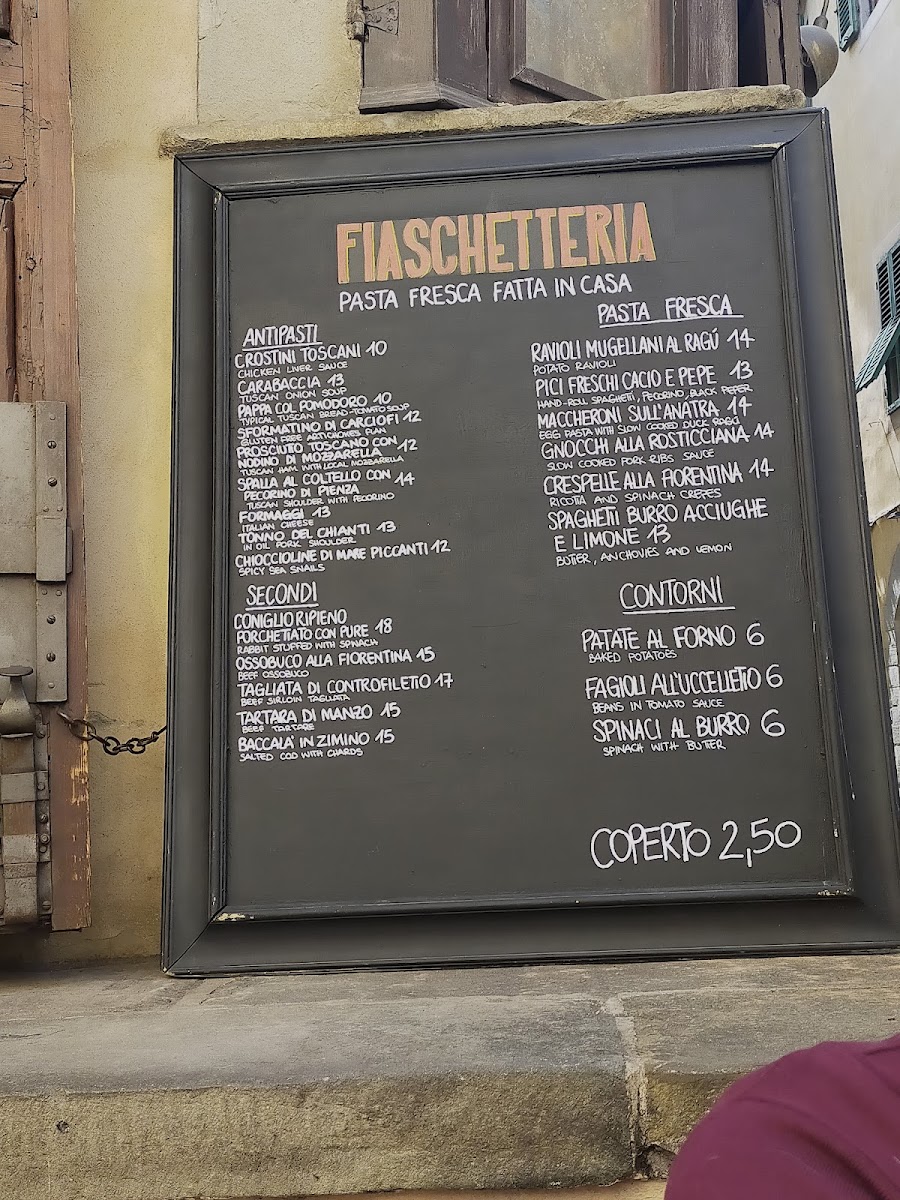 FIASCHETTERIA
PASTA FRESCA FATTA IN CASA
ANTIPASTI
CROSTINI TOSCANI 10
CHICKEN LIVER SAUCE
CARABACCIA 13
TUSCAN ONION SOUP
PAPPA COL POMODORO 10
TYPICAL TUSCAN BREAD-TOMATO SOUP
SFORMATINO DI CARCIOFI 12
GLUTEN FREE ARTICHOKES FLAN
PROSCIUTTO TOSCANO CON
NODINO DI MOZZARELLA 12
TUSCAN HAM WITH LOCAL MOZZARELLA
SPALLA AL COLTELLO CON
PECORINO DI PIENZA 14
TUSCAN SHOULDER WITH PECORINO
FORMAGGI 13
ITALIAN CHEESE
TONNO DEL CHIANTI 13
IN OIL PORK SHOULDER
CHIOCCIOLINE DI MARE PICCANTI 12
SPICY SEA SNAILS
SECONDI
CONIGLIO RIPIENO
PORCHETTATO CON PURE 18
RABBIT STUFFED WITH SPINACH
OSSOBUCO ALLA FIORENTINA 15
BEEF OSSOBUCO
TAGLIATA DI CONTROFILETTO 17
BEEF SIRLOIN TAGLIATA
TARTARA DI MANZO 15
BEEF TARTARE
BACCALA' IN ZIMINO 15
SALTED COD WITH CHARDS
PASTA FRESCA
RAVIOLI MUGELLANI AL RAGÚ 14
POTATO RAVIOLI
PICI FRESCHI CACIO E PEPE 13
HAND-ROLL SPAGHETTI, PECORINO, BLACK PEPER
MACCHERONI SULL'ANATRA 14
EGG PASTA WITH SLOW COOKED DUCK RAGÚ
GNOCCHI ALLA ROSTICCIANA 14
SLOW COOKED PORK RIBS SAUCE
CRESPELLE ALLA FIORENTINA 14
RICOTTA AND SPINACH CREPES
SPAGHETTI BURRO ACCIUGHE
E LIMONE 13
BUTTER, ANCHOVIES AND LEMON
CONTORNI
PATATE AL FORNO 6
BAKED POTATOES
FAGIOLI ALL'UCCELLETTO 6
BEANS IN TOMATO SAUCE
SPINACI AL BURRO 6
SPINACH WITH BUTTER
COPERTO 2,50